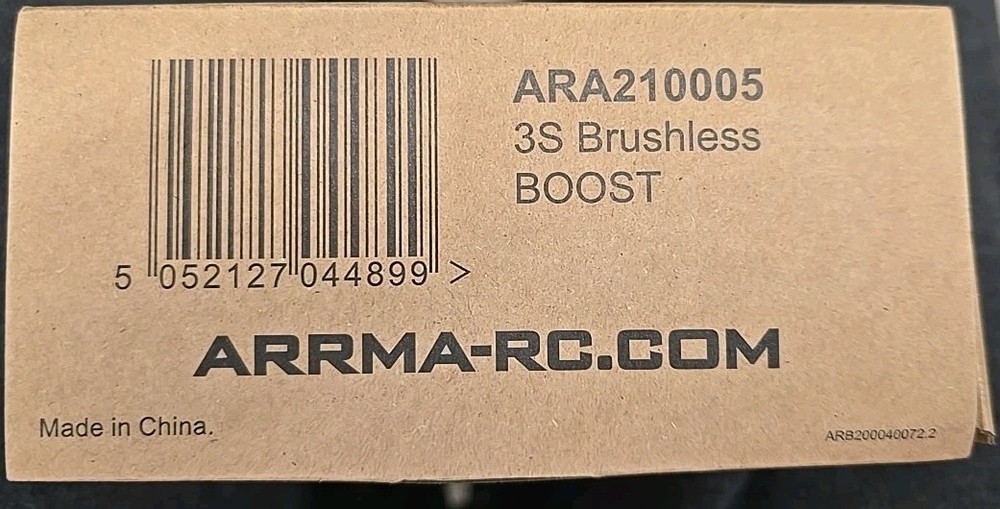 ARA210005
3S Brushless
BOOST
5 052127 044899 >
ARRMA-RC.COM
Made in China.
ARB200040072.2